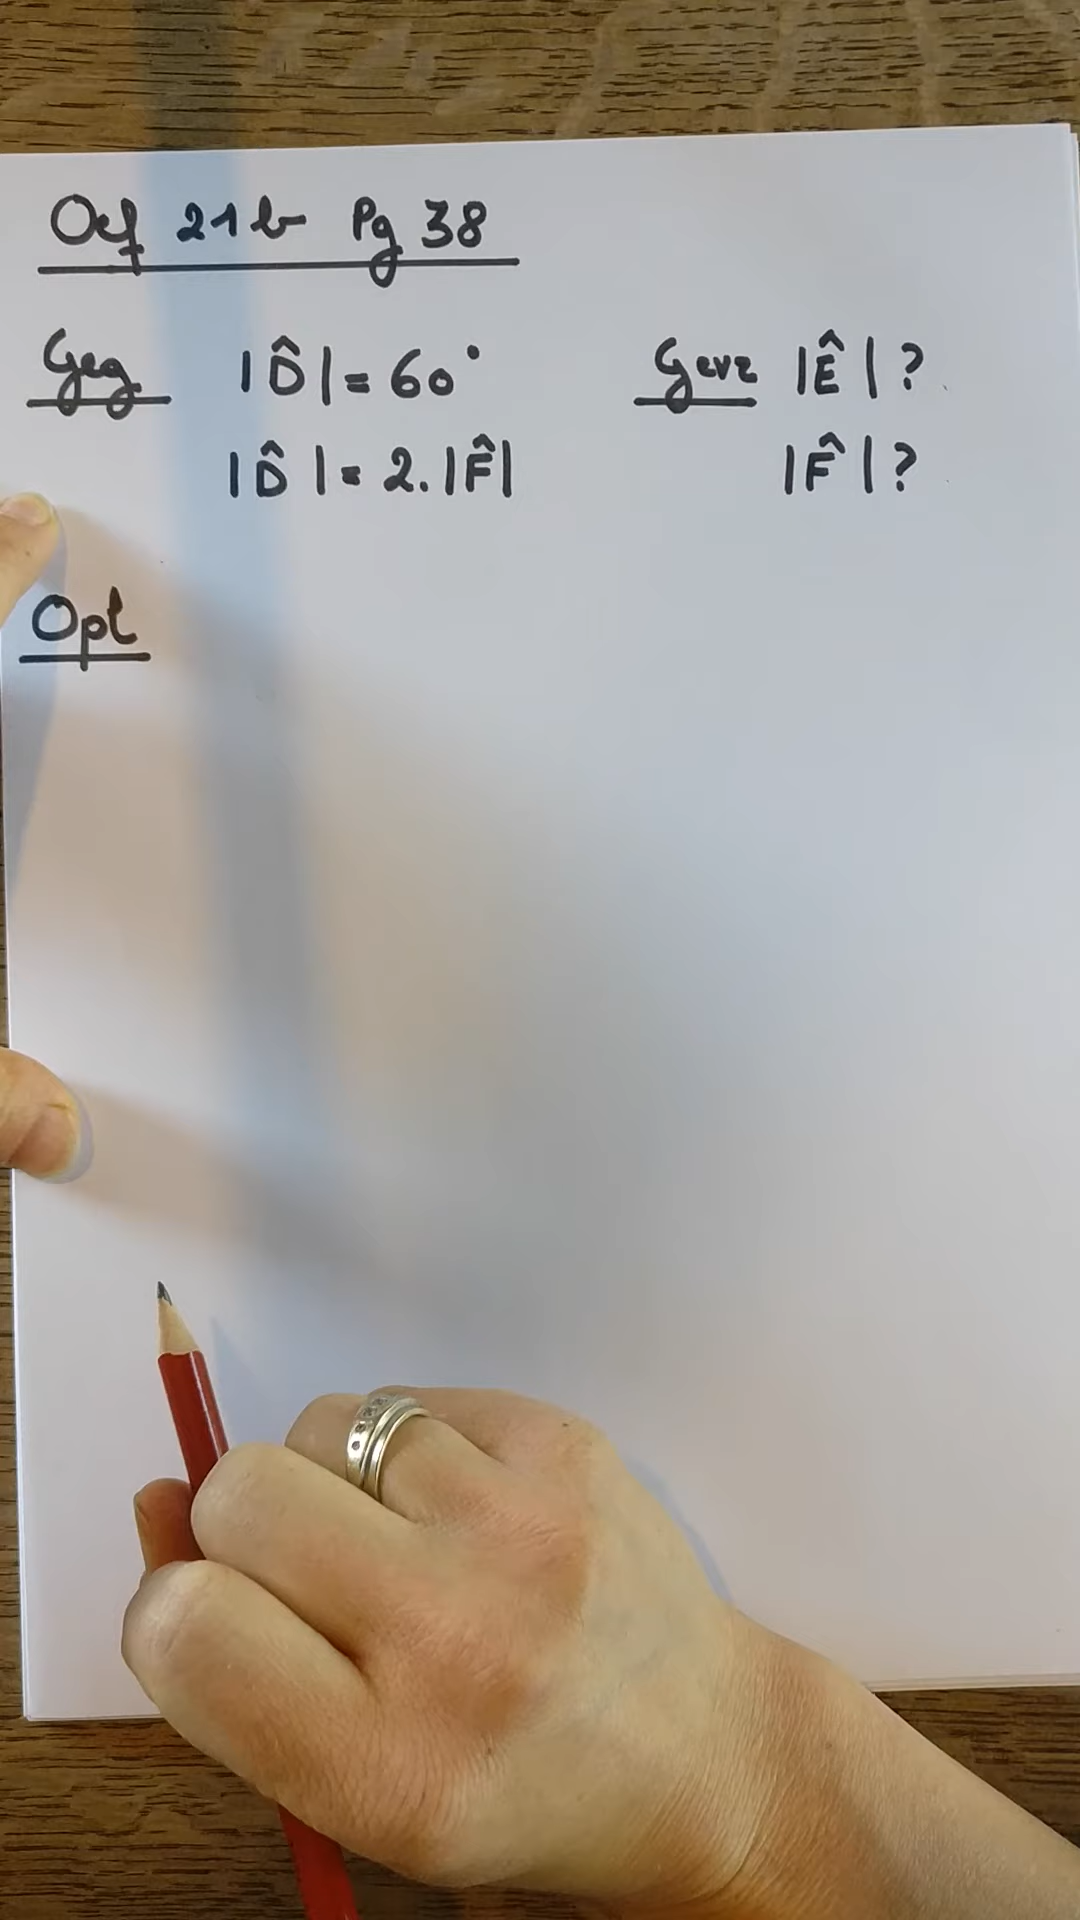 Oef 21b Pg 38
Geg |D̂| = 60° Gevr |Ê| ?
|D̂| = 2.|F̂| |F̂| ?
Opl